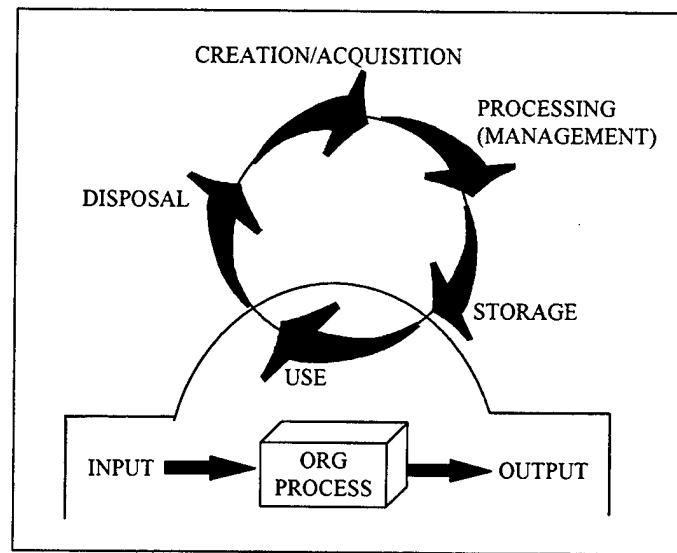 CREATION/ACQUISITION
PROCESSING
(MANAGEMENT)
DISPOSAL
STORAGE
USE
INPUT
ORG
PROCESS
OUTPUT